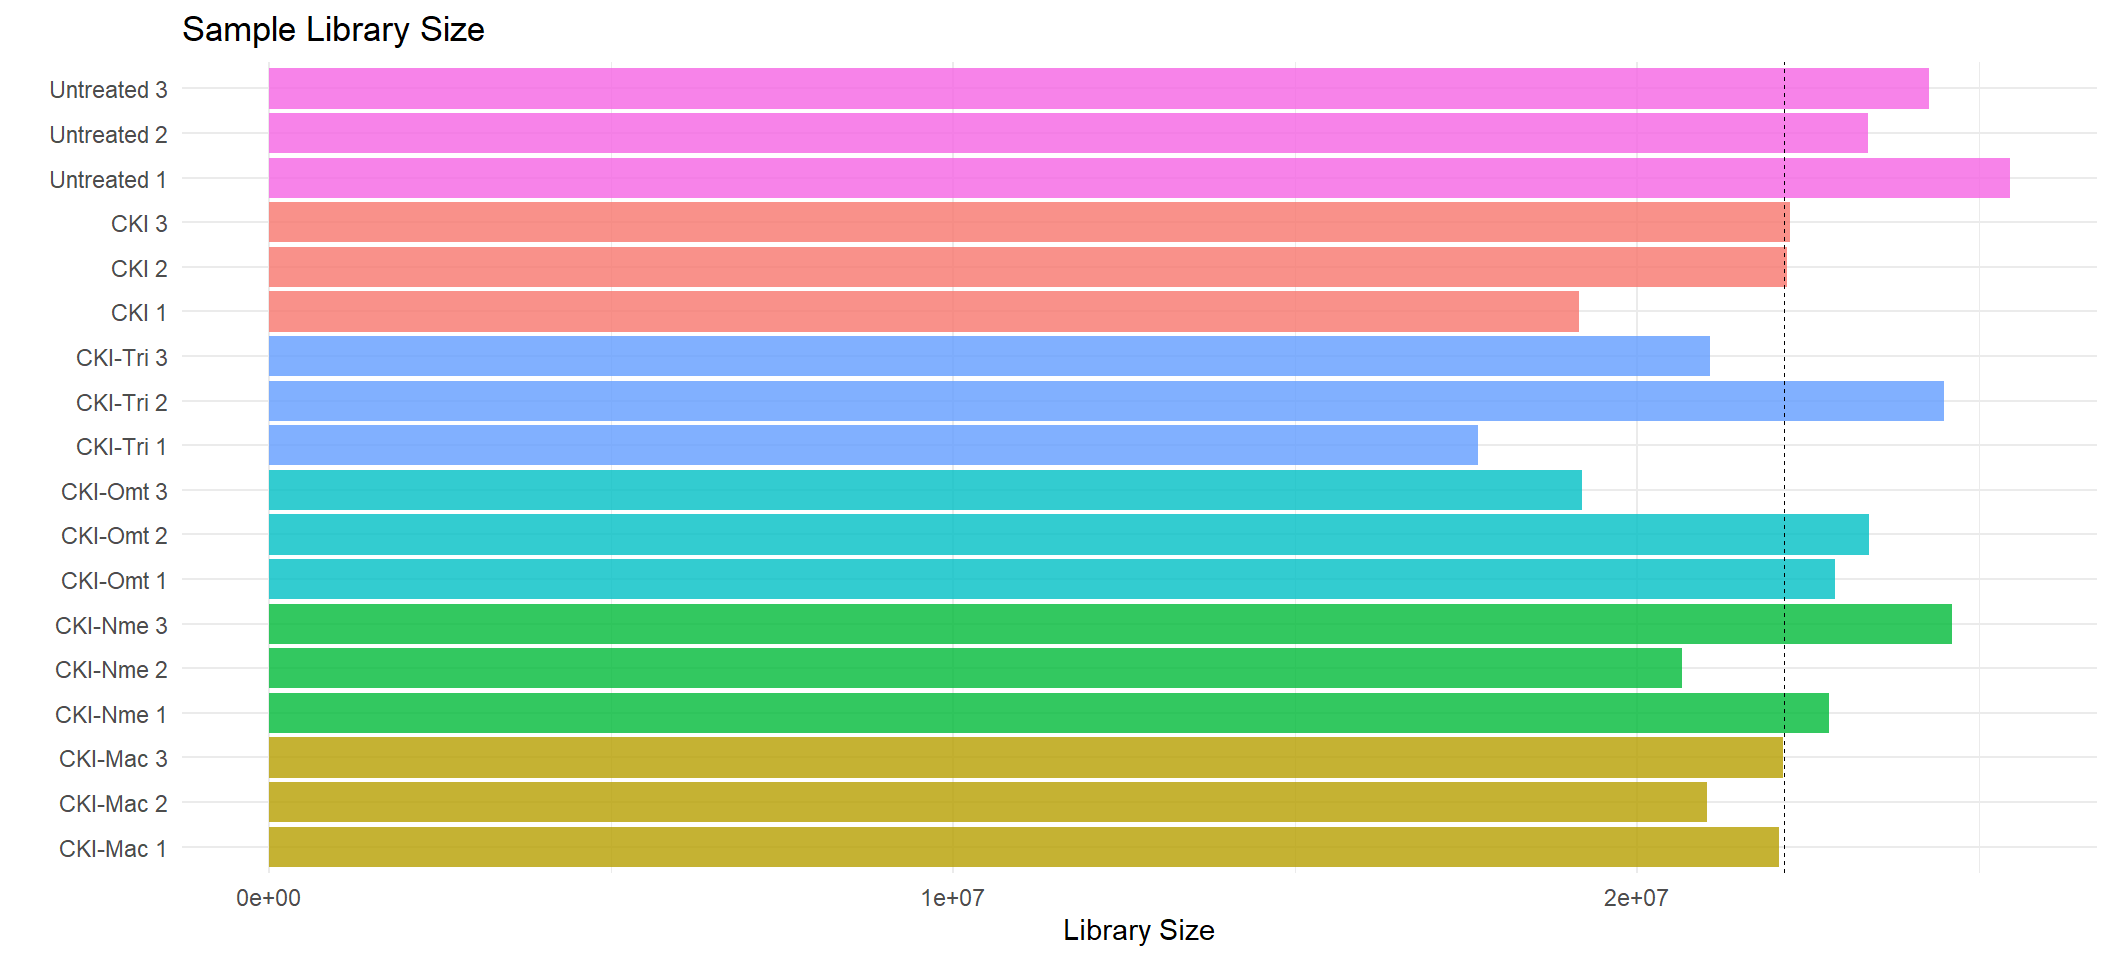 Sample Library Size
Untreated 3
Untreated 2
Untreated 1
CKI 3
CKI 2
CKI 1
CKI-Tri 3
CKI-Tri 2
CKI-Tri 1
CKI-Omt 3
CKI-Omt 2
CKI-Omt 1
CKI-Nme 3
CKI-Nme 2
CKI-Nme 1
CKI-Mac 3
CKI-Mac 2
CKI-Mac 1
0e+00 1e+07 2e+07
Library Size